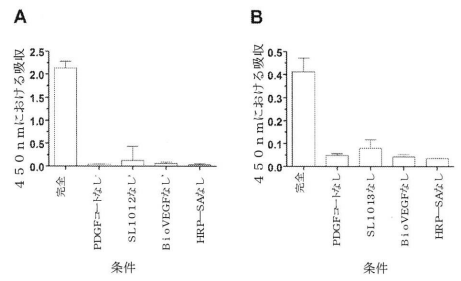 A
450nmにおける吸収
2.5
2.0
1.5
1.0
0.5
0.0
完全
PDGFコートなし
SL1012なし
BioVEGFなし
HRP-SAなし
条件
B
450nmにおける吸収
0.5
0.4
0.3
0.2
0.1
0.0
完全
PDGFコートなし
SL1013なし
BioVEGFなし
HRP-SAなし
条件